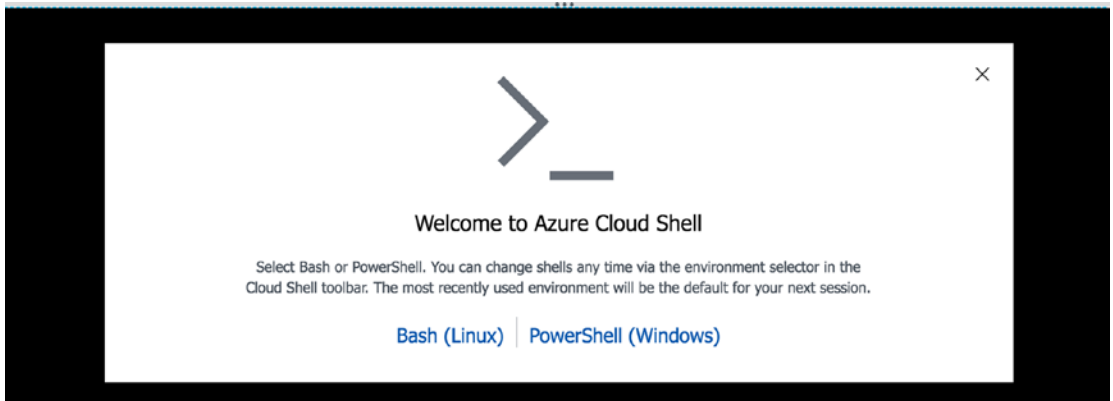 Welcome to Azure Cloud Shell
Select Bash or PowerShell. You can change shells any time via the environment selector in the
Cloud Shell toolbar. The most recently used environment will be the default for your next session.
Bash (Linux) PowerShell (Windows)